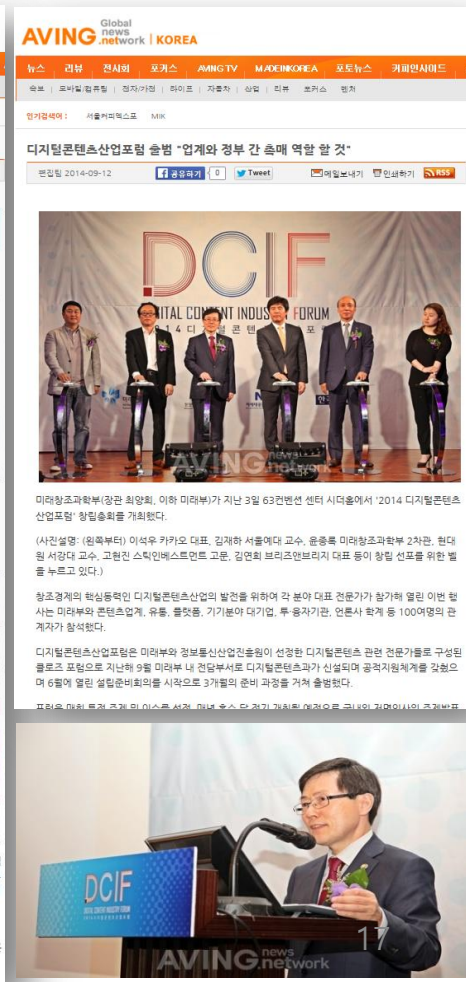 AVING Global news .network | KOREA
뉴스 리뷰 전시회 포커스 AVING TV MADEINKOREA 포토뉴스 커피인사이드
속보 | 모바일/컴퓨팅 | 전자/가전 | 라이프 | 자동차 | 산업 | 리뷰 포커스 벤처
인기검색어 : 서울커피엑스포 MIK
디지털콘텐츠산업포럼 출범 "업계와 정부 간 촉매 역할 할 것"
편집팀 2014-09-12 공유하기 0 Tweet 메일보내기 인쇄하기 RSS
DCIF
DIGITAL CONTENT INDUSTRY FORUM
2014디지털콘텐
포
AVING news .network
미래창조과학부(장관 최양희, 이하 미래부)가 지난 3일 63컨벤션 센터 시더홀에서 '2014 디지털콘텐츠
산업포럼' 창립총회를 개최했다.
(사진설명: (왼쪽부터) 이석우 카카오 대표, 김재하 서울예대 교수, 윤종록 미래창조과학부 2차관, 현대
원 서강대 교수, 고현진 스틱인베스트먼트 고문, 김연희 브리즈앤브리지 대표 등이 창립 선포를 위한 벨
을 누르고 있다.)
창조경제의 핵심동력인 디지털콘텐츠산업의 발전을 위하여 각 분야 대표 전문가가 참가해 열린 이번 행
사는 미래부와 콘텐츠업계, 유통, 플랫폼, 기기분야 대기업, 투·융자기관, 언론사 학계 등 100여명의 관
계자가 참석했다.
디지털콘텐츠산업포럼은 미래부와 정보통신산업진흥원이 선정한 디지털콘텐츠 관련 전문가들로 구성된
클로즈 포럼으로 지난해 9월 미래부 내 전담부서로 디지털콘텐츠과가 신설되며 공적지원체계를 갖췄으
며 6월에 열린 설립준비회의를 시작으로 3개월의 준비 과정을 거쳐 출범했다.
DCIF
DIGITAL CONTENT INDUSTRY FORUM
17
AVING news .network